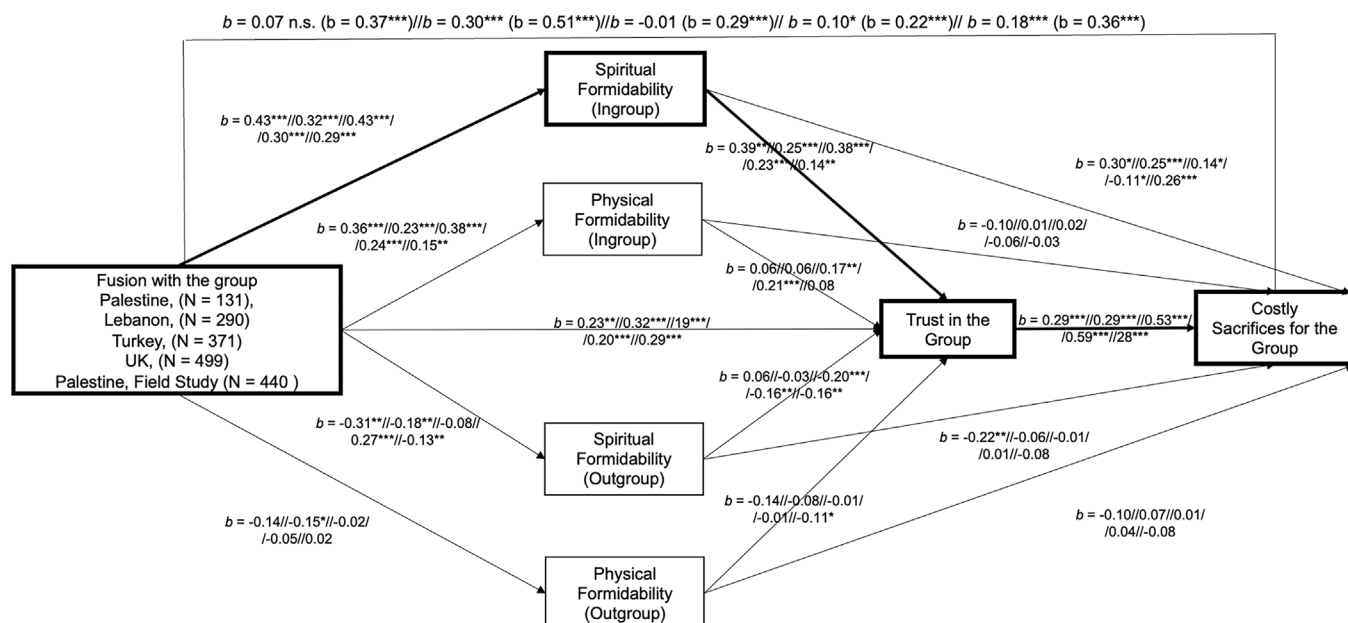 b = 0.07 n.s. (b = 0.37***)//b = 0.30*** (b = 0.51***)//b = -0.01 (b = 0.29***)// b = 0.10* (b = 0.22***)// b = 0.18*** (b = 0.36***)
Spiritual
Formidability
(Ingroup)
b = 0.43***//0.32***//0.43***/
/0.30***//0.29***
b = 0.39**//0.25***//0.38***/
/0.23***//0.14**
b = 0.30*//0.25***//0.14*/
/-0.11*//0.26***
Physical
Formidability
(Ingroup)
b = 0.36***//0.23***/0.38***/
/0.24***//0.15**
b = -0.10//0.01//0.02/
/-0.06//-0.03
b = 0.06//0.06//0.17**/
/0.21***//0.08
Fusion with the group
Palestine, (N = 131),
Lebanon, (N = 290)
Turkey, (N = 371)
UK, (N = 499)
Palestine, Field Study (N = 440 )
b = 0.23**//0.32***//19***/
/0.20***//0.29***
Trust in the
Group
b = 0.29***//0.29***//0.53***/
/0.59***//28***
Costly
Sacrifices for the
Group
b = 0.06//-0.03//-0.20***/
/-0.16**//-0.16**
b = -0.31**//-0.18**//-0.08//
0.27***//-0.13**
Spiritual
Formidability
(Outgroup)
b = -0.22**//-0.06//-0.01/
/0.01//-0.08
b = -0.14//-0.08//-0.01/
/-0.01//-0.11*
b = -0.14//-0.15*//-0.02/
/-0.05//0.02
b = -0.10//0.07//0.01/
/0.04//-0.08
Physical
Formidability
(Outgroup)